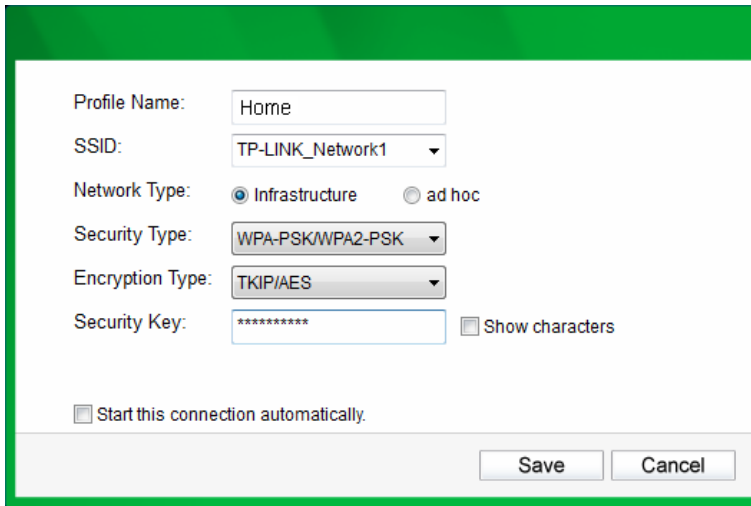 Profile Name: Home
SSID: TP-LINK_Network1
Network Type: Infrastructure ad hoc
Security Type: WPA-PSK/WPA2-PSK
Encryption Type: TKIP/AES
Security Key: ********** Show characters
Start this connection automatically.
Save Cancel